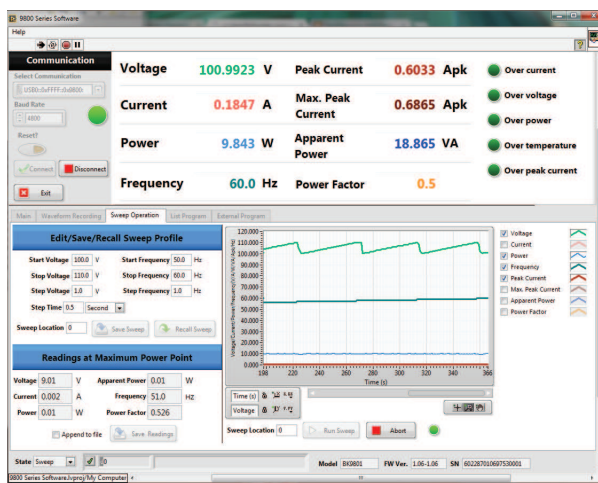 9800 Series Software
Help
Communication
Select Communication
USB0::0xFFFF::0x9800::
Baud Rate
4800
Reset?
Connect
Disconnect
Exit
Voltage 100.9923 V
Peak Current 0.6033 Apk
Over current
Current 0.1847 A
Max. Peak Current 0.6865 Apk
Over voltage
Power 9.843 W
Apparent Power 18.865 VA
Over power
Frequency 60.0 Hz
Power Factor 0.5
Over temperature
Over peak current
Main Waveform Recording Sweep Operation List Program External Program
Edit/Save/Recall Sweep Profile
Start Voltage 100.0 V Start Frequency 50.0 Hz
Stop Voltage 110.0 V Stop Frequency 60.0 Hz
Step Voltage 1.0 V Step Frequency 1.0 Hz
Step Time 0.5 Second
Sweep Location 0 Save Sweep Recall Sweep
Readings at Maximum Power Point
Voltage 9.01 V Apparent Power 0.01 W
Current 0.002 A Frequency 51.0 HZ
Power 0.01 W Power Factor 0.526
Append to file Save Readings
Voltage/Current/Power/Frequency(V/A/W/VA/Apk/Hz)
120.000
110.000
100.000
90.000
80.000
70.000
60.000
50.000
40.000
30.000
20.000
10.000
0.000
198 220 240 260 280 300 320 340 366
Time (s)
Voltage
Current
Power
Frequency
Peak Current
Max. Peak Current
Apparent Power
Power Factor
Time (s)
Voltage
Sweep Location 0 Run Sweep Abort
State Sweep 0 Model BK9801 FW Ver. 1.06-1.06 SN 602287010697530001
9800 Series Software.lvproj/My Computer